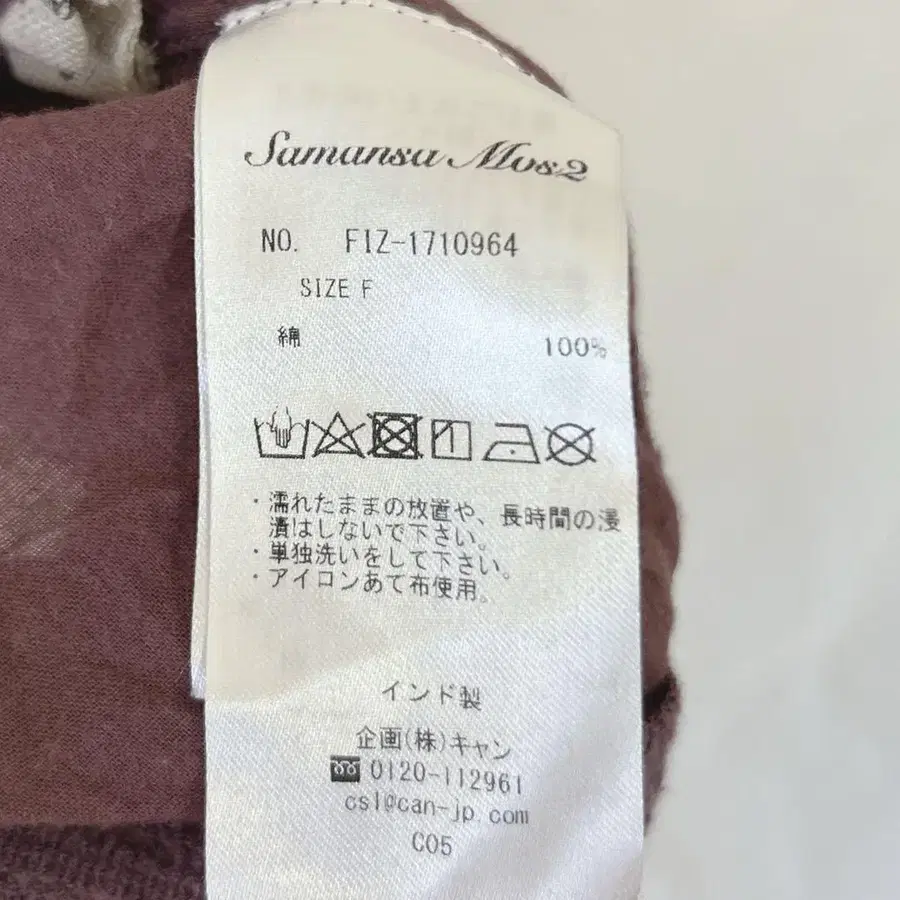 Samansa Mos2
NO. FIZ-1710964
SIZE F
綿 100%
・濡れたままの放置や、長時間の浸
漬はしないで下さい。
・単独洗いをして下さい。
・アイロンあて布使用。
インド製
企画(株)キャン
0120-112961
csl@can-jp.com
C05